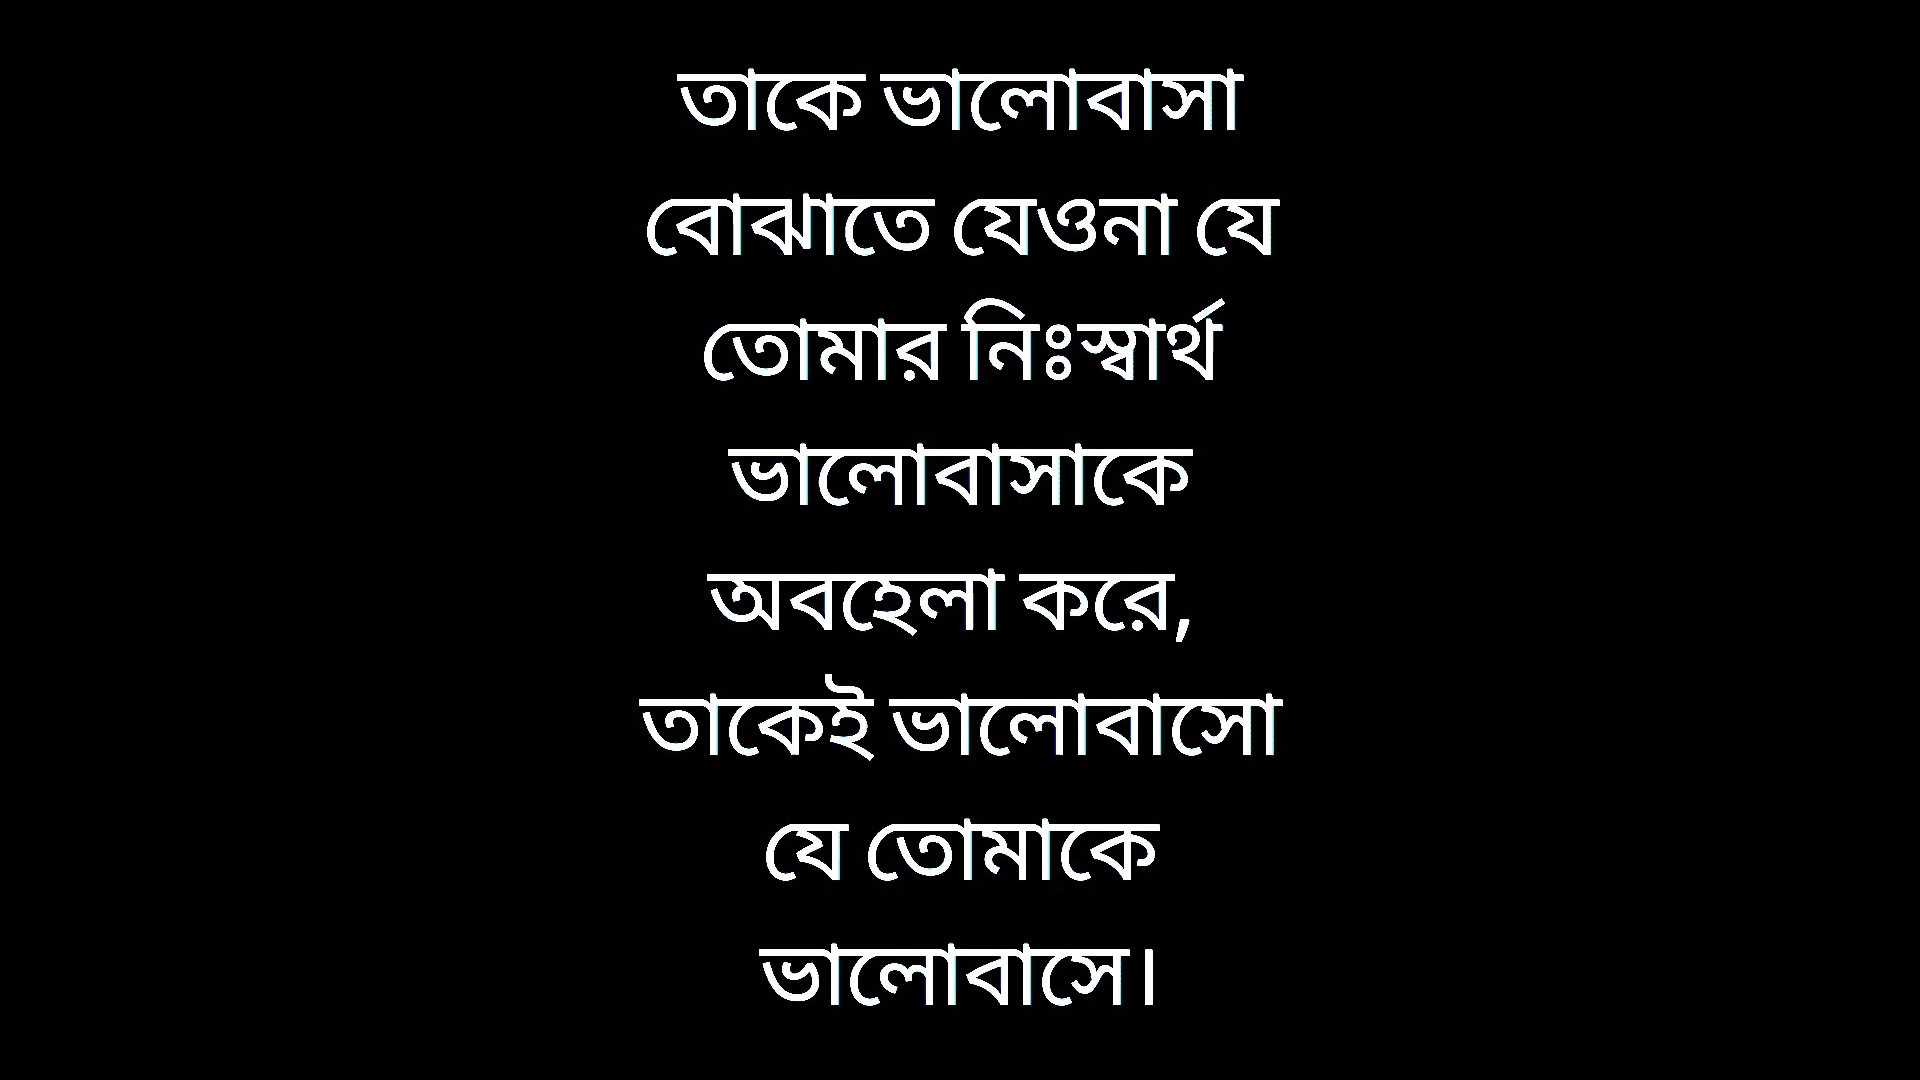 তাকে ভালোবাসা
বোঝাতে যেওনা যে
তোমার নিঃস্বার্থ
ভালোবাসাকে
অবহেলা করে,
তাকেই ভালোবাসো
যে তোমাকে
ভালোবাসে।